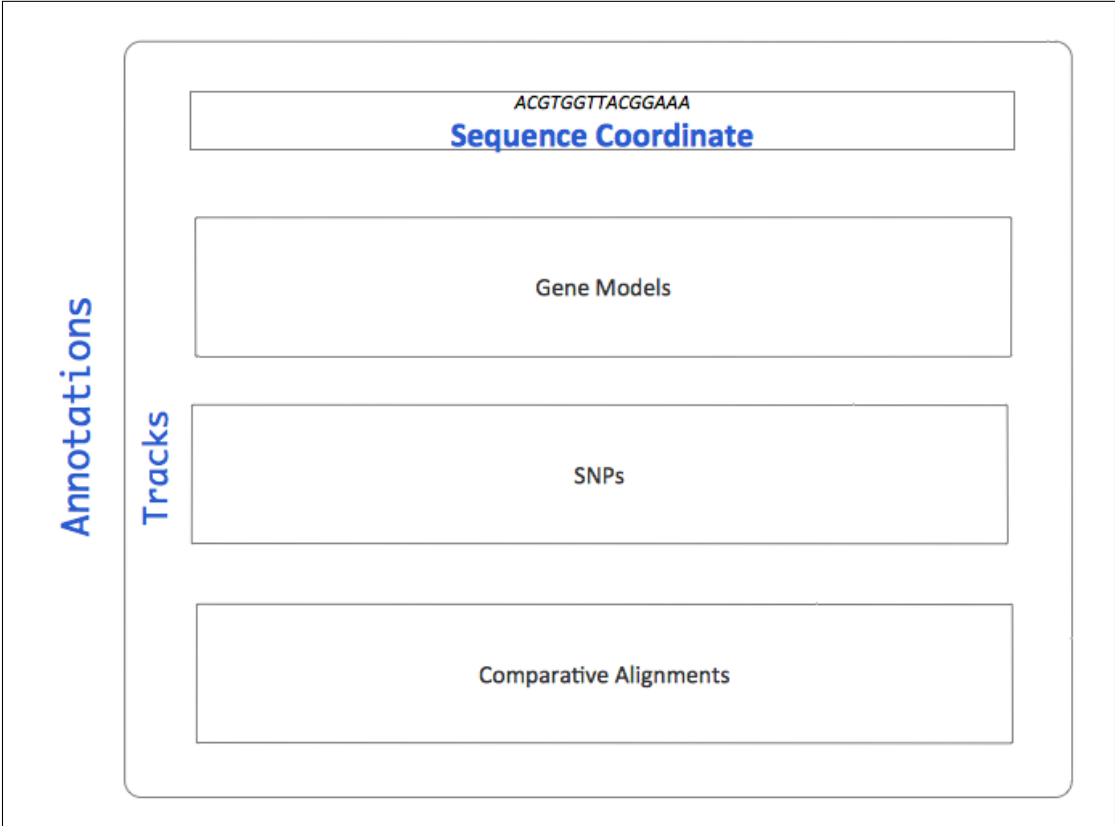 ACGTGGTTACGGAAA
Sequence Coordinate
Gene Models
Annotations
Tracks
SNPs
Comparative Alignments